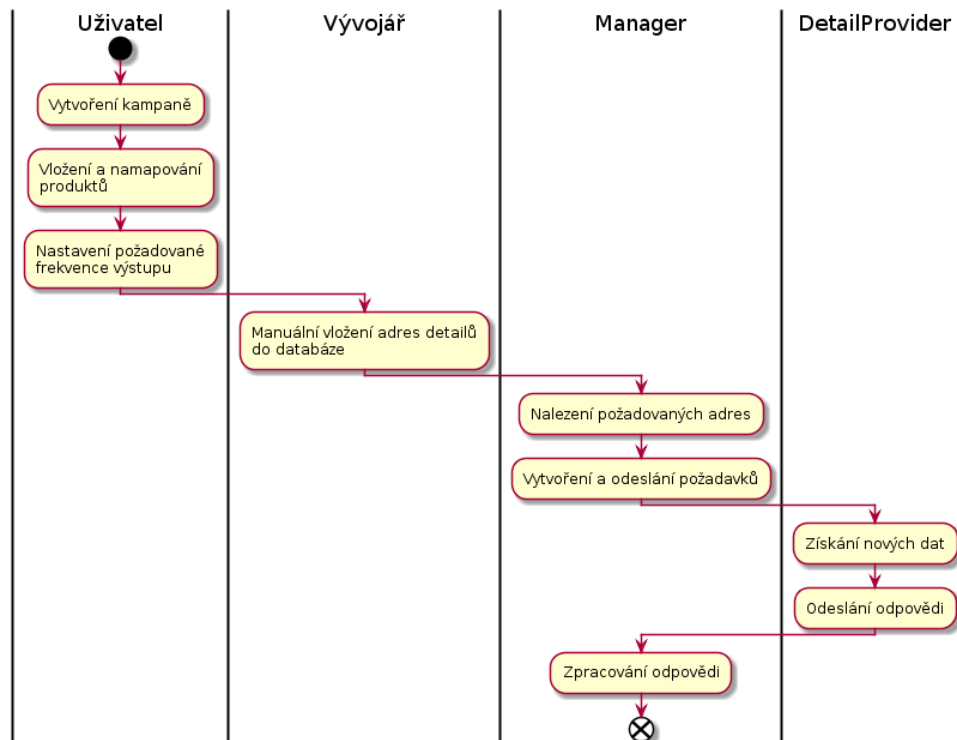 Uživatel
Vývojář
Manager
DetailProvider
Vytvoření kampaně
Vložení a namapování
produktů
Nastavení požadované
frekvence výstupu
Manuální vložení adres detailů
do databáze
Nalezení požadovaných adres
Vytvoření a odeslání požadavků
Získání nových dat
Odeslání odpovědi
Zpracování odpovědi